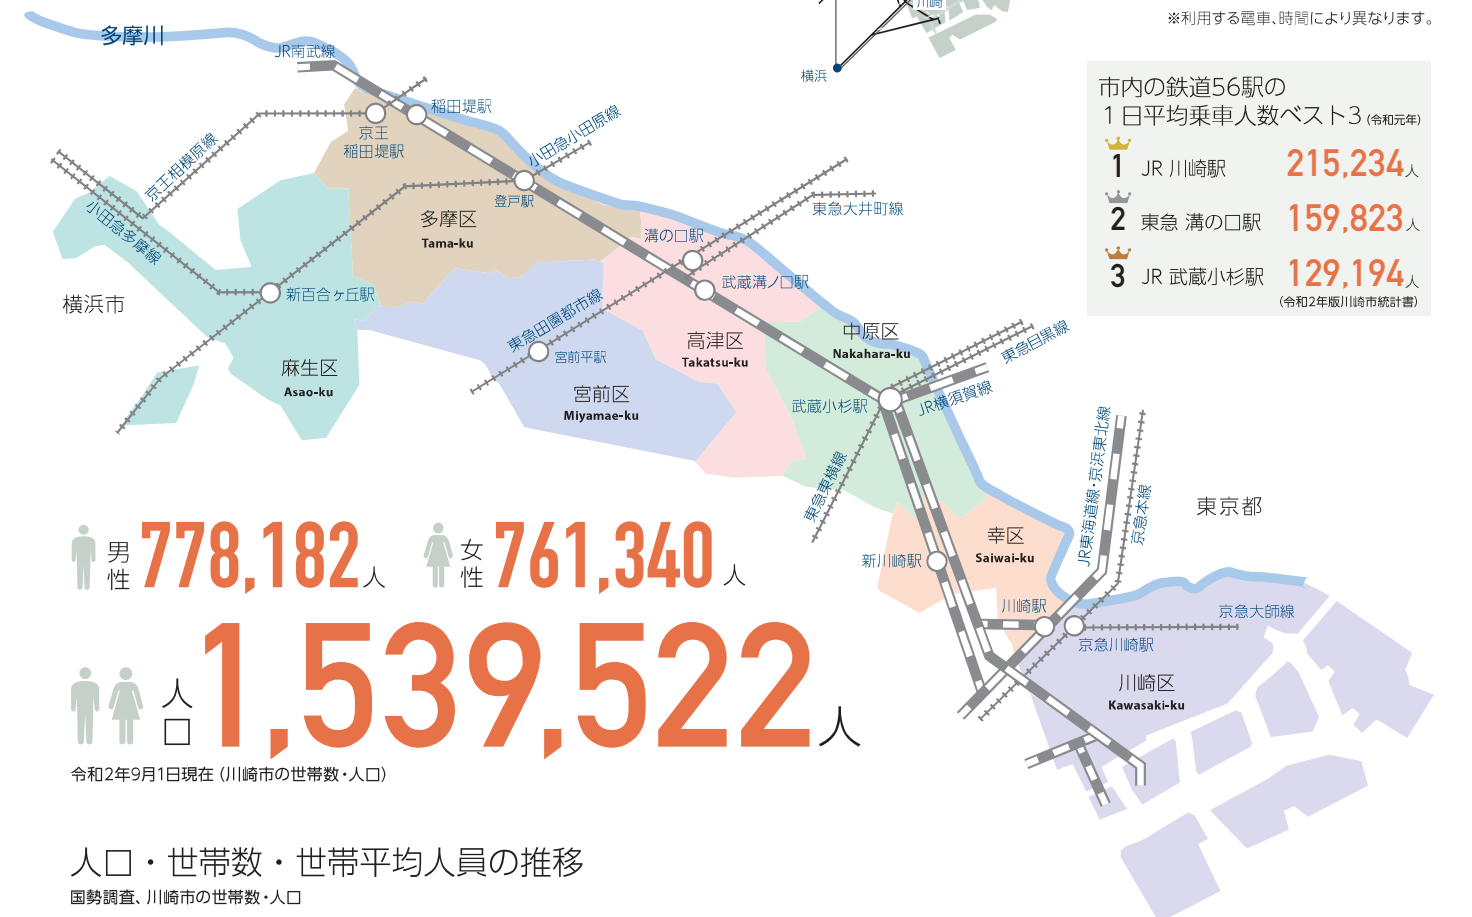 川崎
※利用する電車、時間により異なります。
多摩川
JR南武線
横浜
市内の鉄道56駅の
1日平均乗車人数ベスト3(令和元年)
1 JR 川崎駅 215,234人
2 東急 溝の口駅 159,823人
3 JR 武蔵小杉駅 129,194人
(令和2年版川崎市統計書)
稲田堤駅
京王
稲田堤駅
小田急小田原線
京王相模原線
登戸駅
小田急多摩線
多摩区
Tama-ku
東急大井町線
溝の口駅
武蔵溝ノ口駅
新百合ヶ丘駅
横浜市
東急田園都市線
宮前平駅
高津区
Takatsu-ku
中原区
Nakahara-ku
東急目黒線
麻生区
Asao-ku
宮前区
Miyamae-ku
武蔵小杉駅
JR横須賀線
東急東横線
JR東海道線・京浜東北線
京急本線
東京都
幸区
Saiwai-ku
新川崎駅
川崎駅
京急大師線
京急川崎駅
川崎区
Kawasaki-ku
男性 778,182人
女性 761,340人
人口 1,539,522人
令和2年9月1日現在(川崎市の世帯数・人口)
人口・世帯数・世帯平均人員の推移
国勢調査、川崎市の世帯数・人口